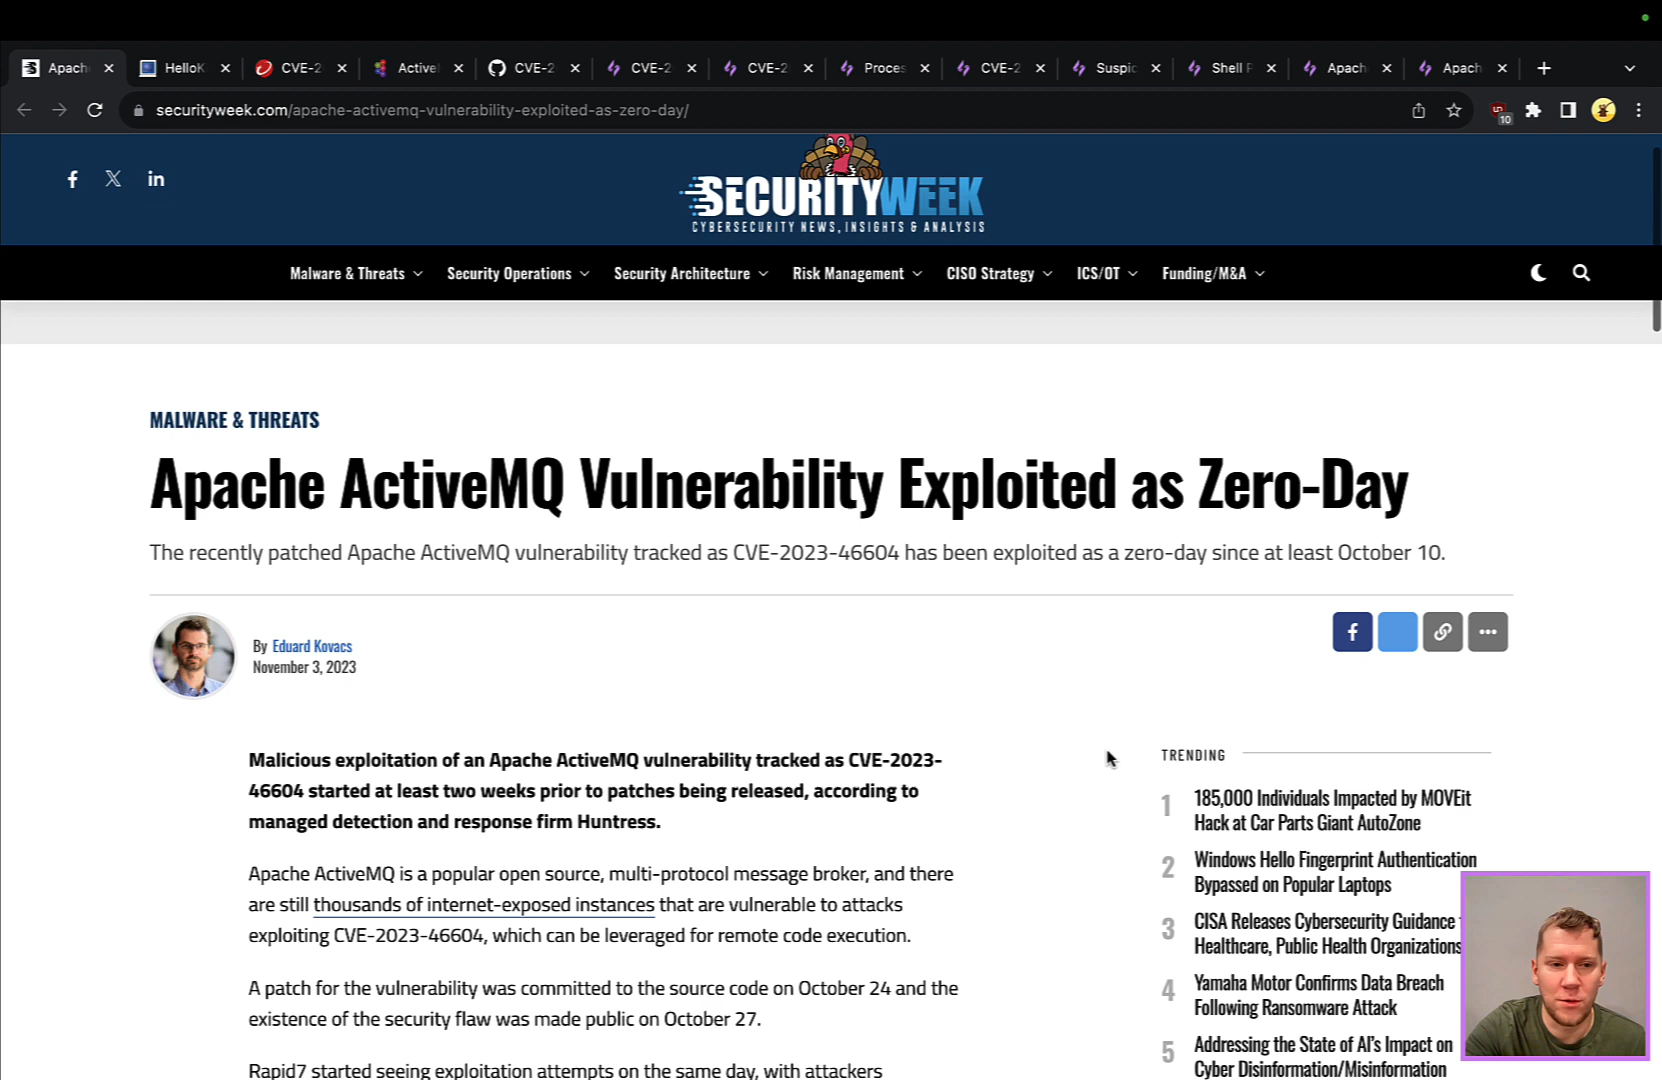 Apach
HelloK
CVE-2
Active
CVE-2
CVE-2
CVE-2
Proces
CVE-2
Suspic
Shell
Apach
Apach
securityweek.com/apache-activemq-vulnerability-exploited-as-zero-day/
10
SECURITYWEEK
CYBERSECURITY NEWS, INSIGHTS & ANALYSIS
Malware & Threats
Security Operations
Security Architecture
Risk Management
CISO Strategy
ICS/OT
Funding/M&A
MALWARE & THREATS
Apache ActiveMQ Vulnerability Exploited as Zero-Day
The recently patched Apache ActiveMQ vulnerability tracked as CVE-2023-46604 has been exploited as a zero-day since at least October 10.
By Eduard Kovacs
November 3, 2023
Malicious exploitation of an Apache ActiveMQ vulnerability tracked as CVE-2023-
46604 started at least two weeks prior to patches being released, according to
managed detection and response firm Huntress.
Apache ActiveMQ is a popular open source, multi-protocol message broker, and there
are still thousands of internet-exposed instances that are vulnerable to attacks
exploiting CVE-2023-46604, which can be leveraged for remote code execution.
A patch for the vulnerability was committed to the source code on October 24 and the
existence of the security flaw was made public on October 27.
Rapid7 started seeing exploitation attempts on the same day, with attackers
TRENDING
1
185,000 Individuals Impacted by MOVEit
Hack at Car Parts Giant AutoZone
2
Windows Hello Fingerprint Authentication
Bypassed on Popular Laptops
3
CISA Releases Cybersecurity Guidance
Healthcare, Public Health Organizations
4
Yamaha Motor Confirms Data Breach
Following Ransomware Attack
5
Addressing the State of AI's Impact on
Cyber Disinformation/Misinformation